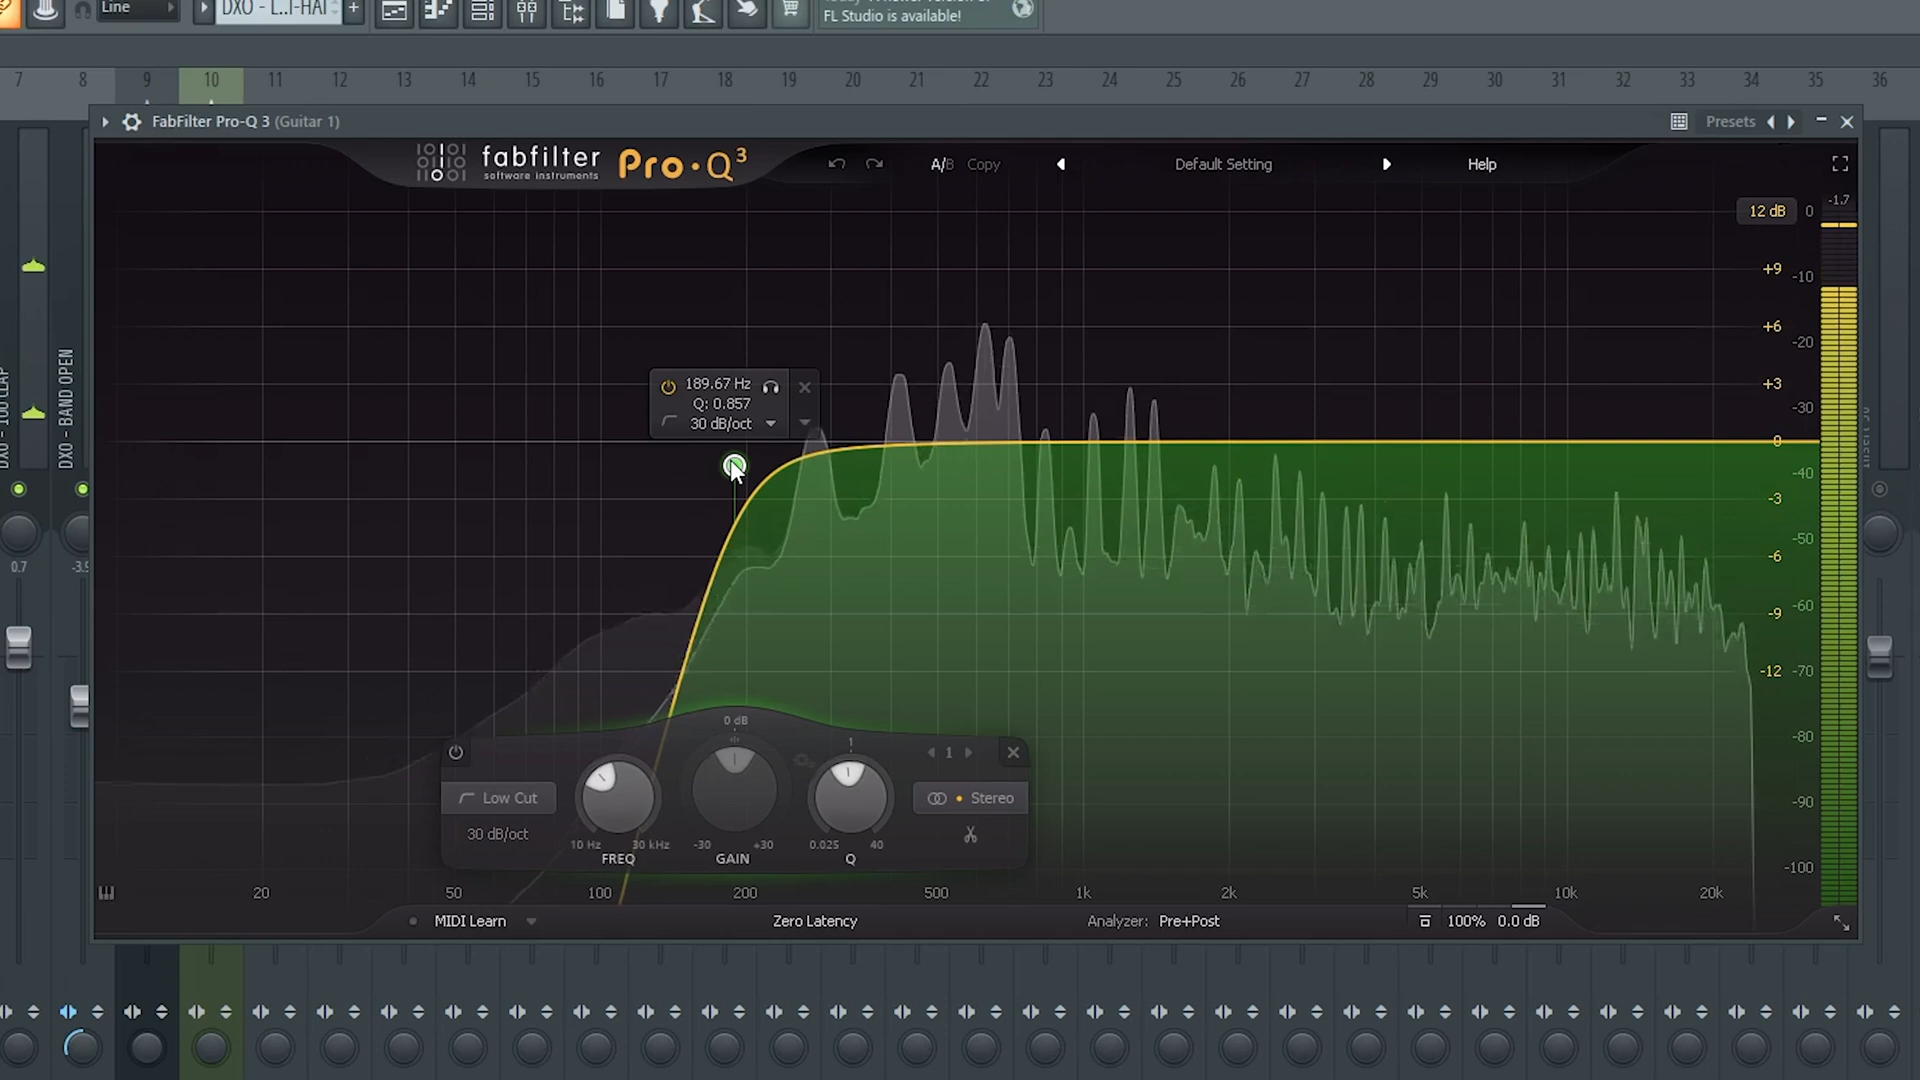 Line
DXO - L..T-HAT
+
FL Studio is available!
7 8 9 10 11 12 13 14 15 16 17 18 19 20 21 22 23 24 25 26 27 28 29 30 31 32 33 34 35 36
FabFilter Pro-Q 3 (Guitar 1)
Presets
fabfilter
software instruments
Pro·Q3
A/B Copy
Default Setting
Help
12 dB
0
-1.7
+9
-10
+6
-20
+3
-30
0
-40
-3
-50
-6
-60
-9
-12
-70
-80
-90
-100
DXO - BAND OPEN
0.7
-3.5
189.67 Hz
Q: 0.857
30 dB/oct
0 dB
1
1
Low Cut
30 dB/oct
Stereo
10 Hz 30 kHz
FREQ
-30 +30
GAIN
0.025 40
Q
20 50 100 200 500 1k 2k 5k 10k 20k
MIDI Learn
Zero Latency
Analyzer: Pre+Post
100% 0.0 dB